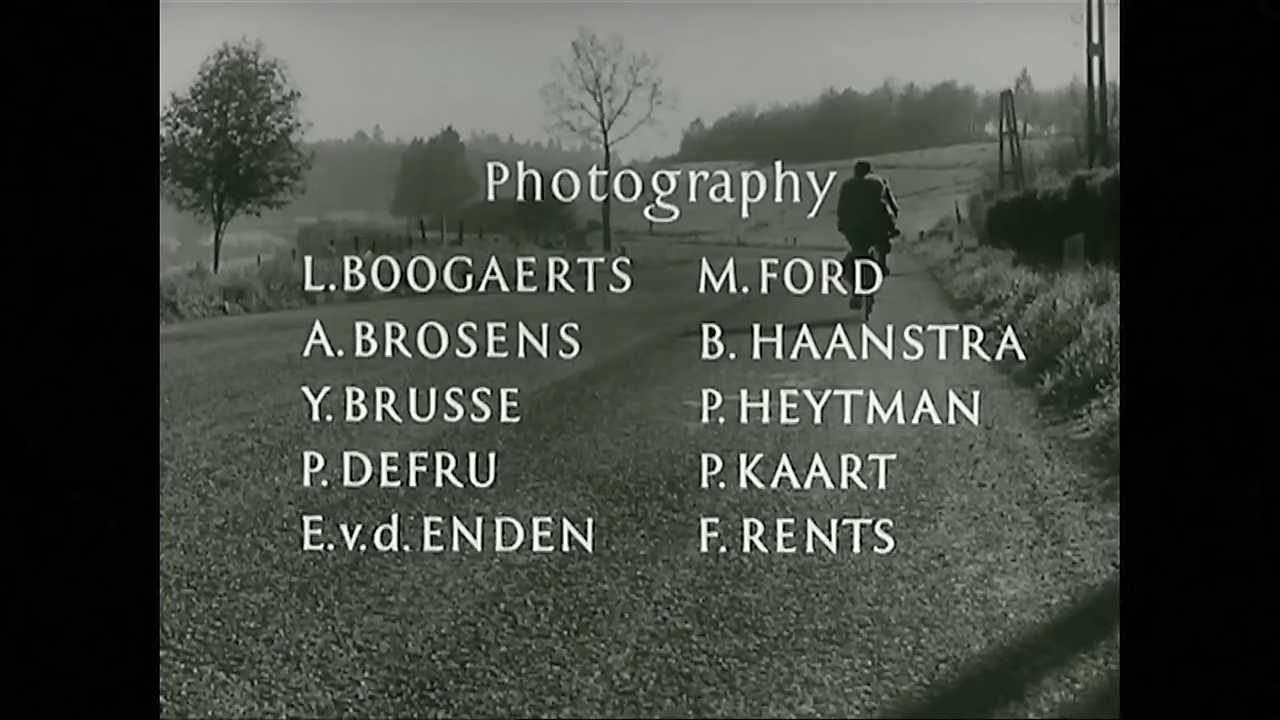 Photography
L. BOOGAERTS
A. BROSENS
Y. BRUSSE
P. DEFRU
E. v. d. ENDEN
M. FORD
B. HAANSTRA
P. HEYTMAN
P. KAART
F. RENTS